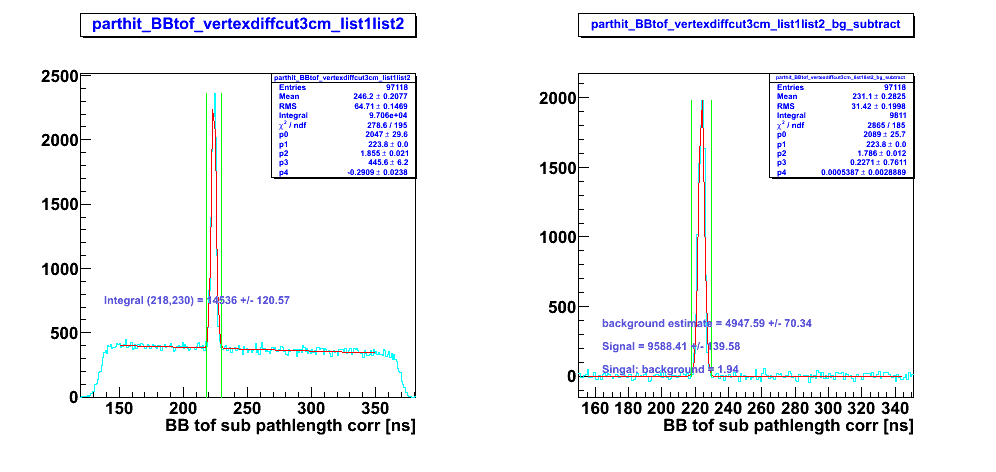 parthit_BBtof_vertexdiffcut3cm_list1list2
parthit_BBtof_vertexdiffcut3cm_list1list2
Entries 97118
Mean 246.2 ± 0.2077
RMS 64.71 ± 0.1469
Integral 9.706e+04
χ² / ndf 278.6 / 195
p0 2047 ± 29.6
p1 223.8 ± 0.0
p2 1.855 ± 0.021
p3 445.6 ± 6.2
p4 -0.2909 ± 0.0238
2500
2000
1500
1000
500
0
Integral (218,230) = 14536 +/- 120.57
150 200 250 300 350
BB tof sub pathlength corr [ns]
parthit_BBtof_vertexdiffcut3cm_list1list2_bg_subtract
parthit_BBtof_vertexdiffcut3cm_list1list2_bg_subtract
Entries 97118
Mean 231.1 ± 0.2825
RMS 31.42 ± 0.1998
Integral 9811
χ² / ndf 2865 / 185
p0 2089 ± 25.7
p1 223.8 ± 0.0
p2 1.786 ± 0.012
p3 0.2271 ± 0.7611
p4 0.0005387 ± 0.0028889
2000
1500
1000
500
0
background estimate = 4947.59 +/- 70.34
Signal = 9588.41 +/- 139.58
Singal: background = 1.94
160 180 200 220 240 260 280 300 320 340
BB tof sub pathlength corr [ns]